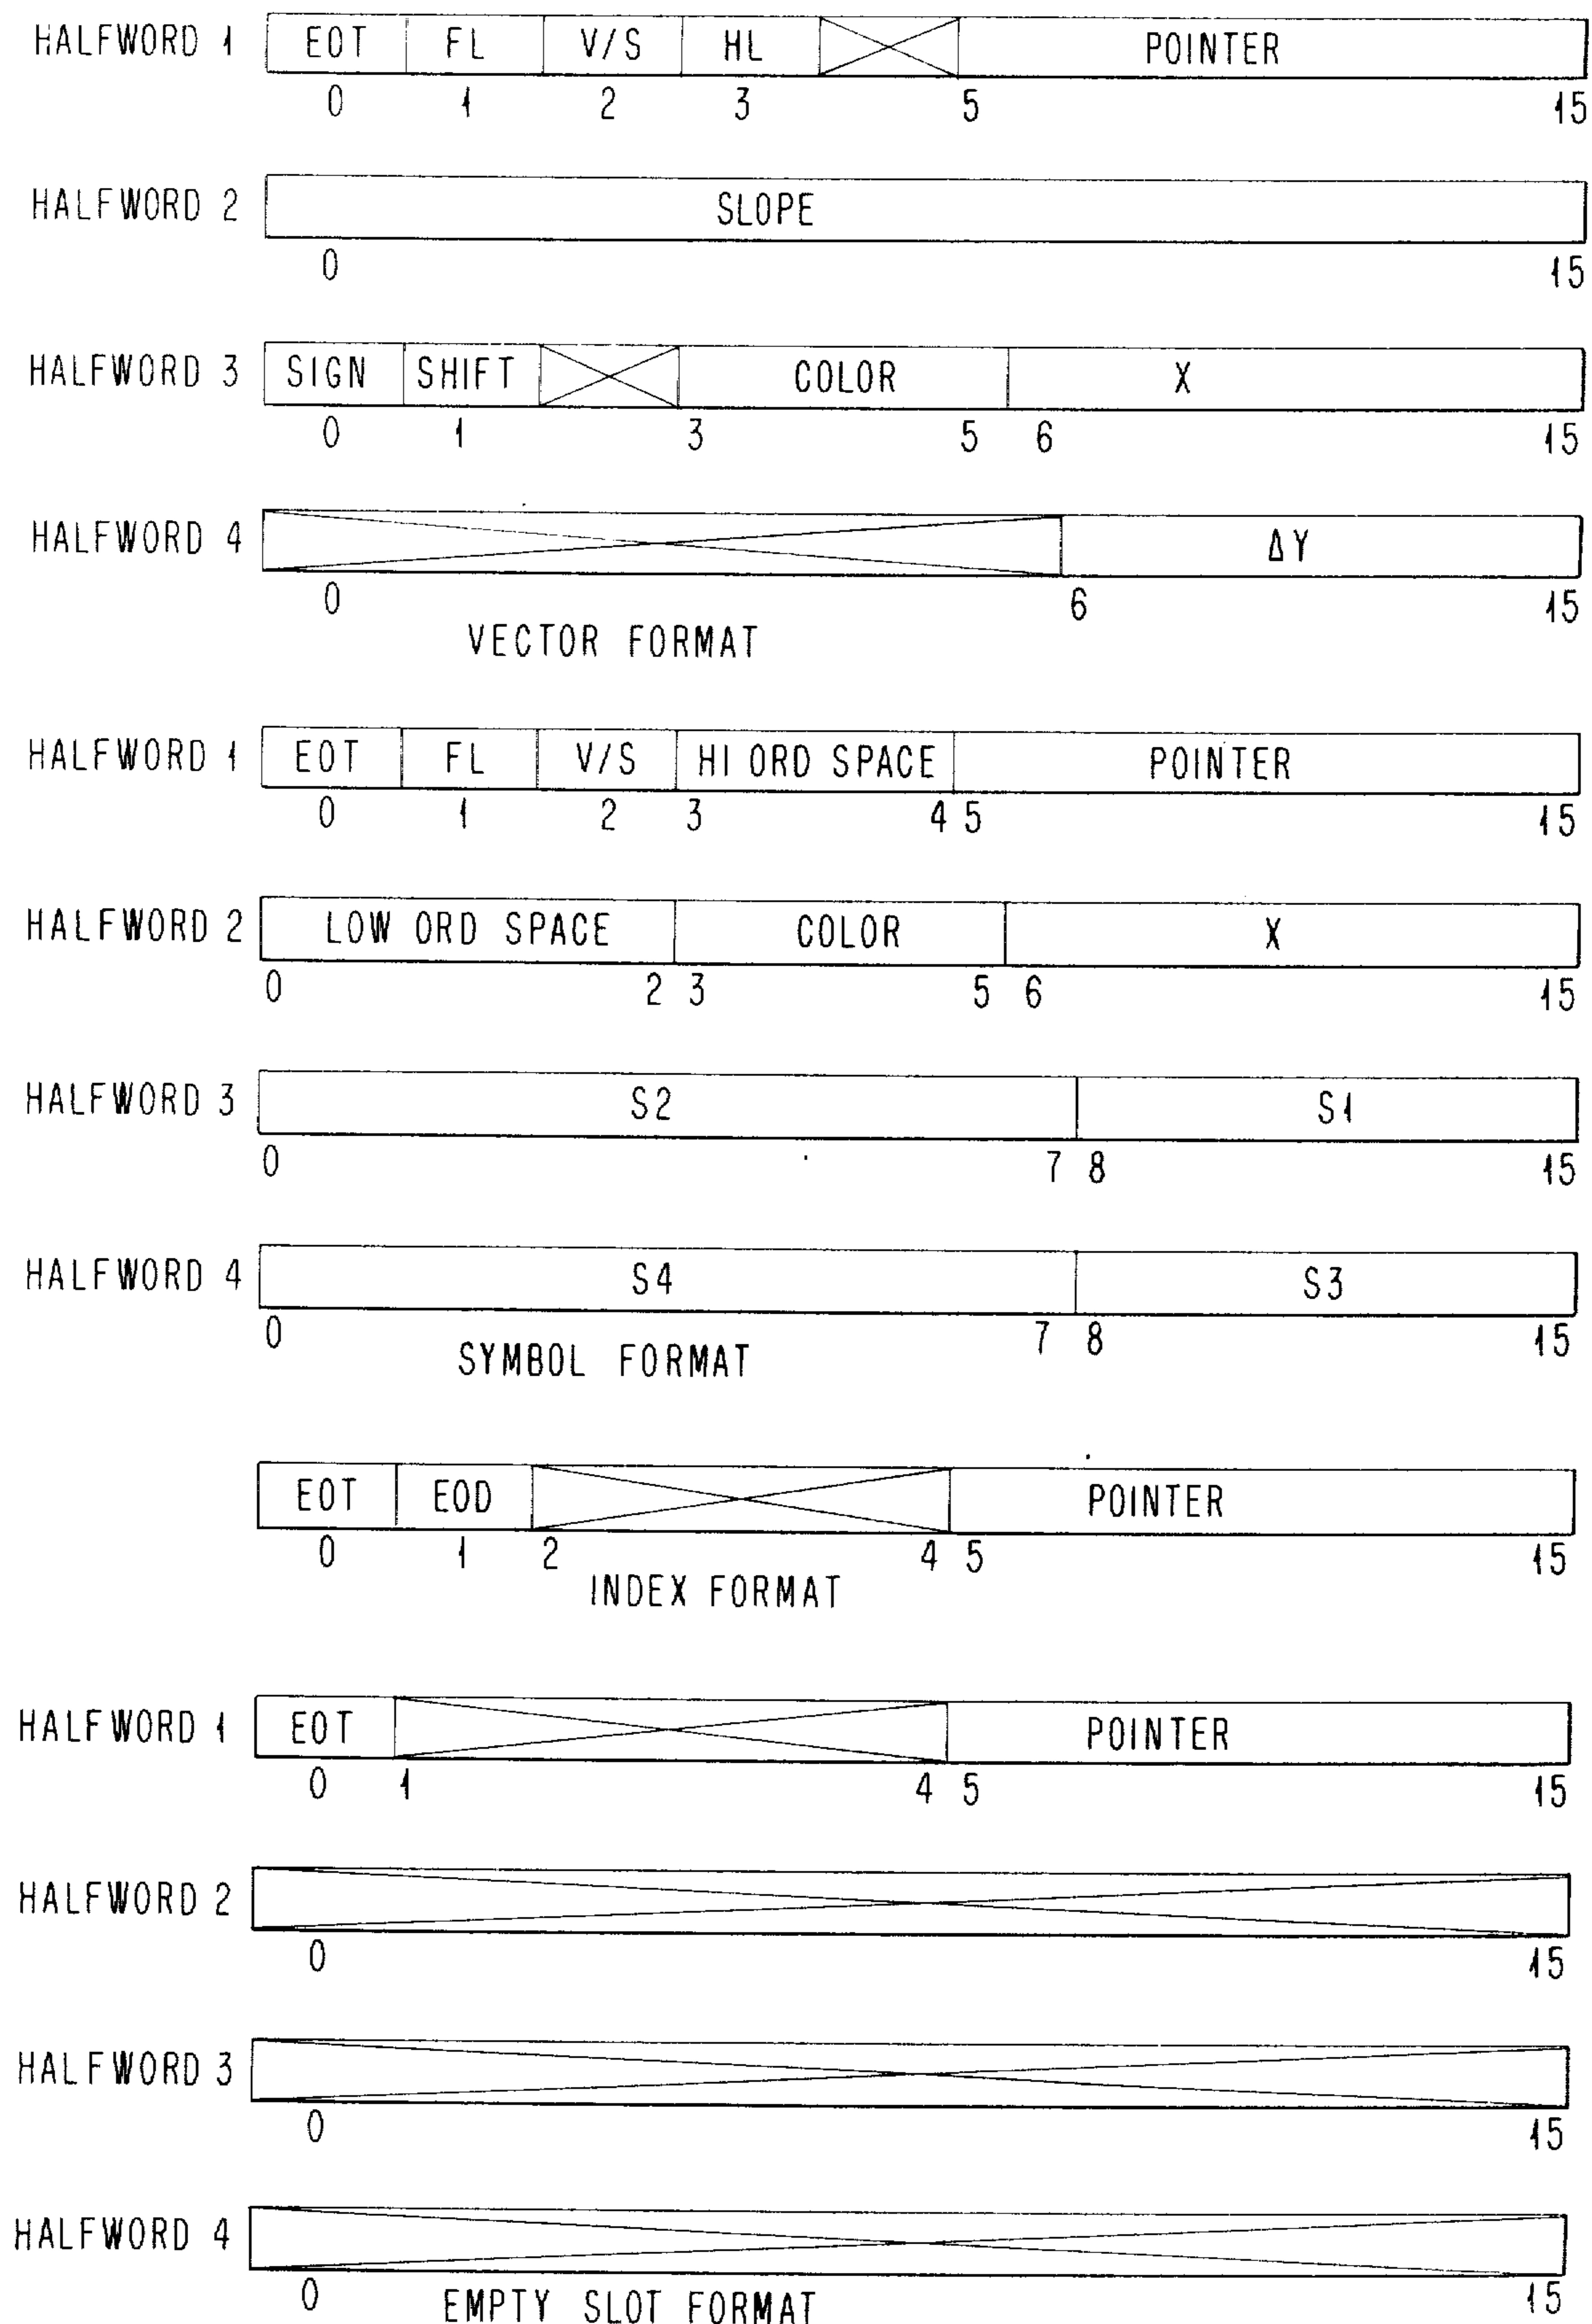 HALFWORD 1 EOT FL V/S HL POINTER
0 1 2 3 5 15
HALFWORD 2 SLOPE
0 15
HALFWORD 3 SIGN SHIFT COLOR X
0 1 3 5 6 15
HALFWORD 4 ΔY
0 6 15
VECTOR FORMAT
HALFWORD 1 EOT FL V/S HI ORD SPACE POINTER
0 1 2 3 4 5 15
HALFWORD 2 LOW ORD SPACE COLOR X
0 2 3 5 6 15
HALFWORD 3 S2 S1
0 7 8 15
HALFWORD 4 S4 S3
0 7 8 15
SYMBOL FORMAT
EOT EOD POINTER
0 1 2 4 5 15
INDEX FORMAT
HALFWORD 1 EOT POINTER
0 1 4 5 15
HALFWORD 2
0 15
HALFWORD 3
0 15
HALFWORD 4
0 15
EMPTY SLOT FORMAT